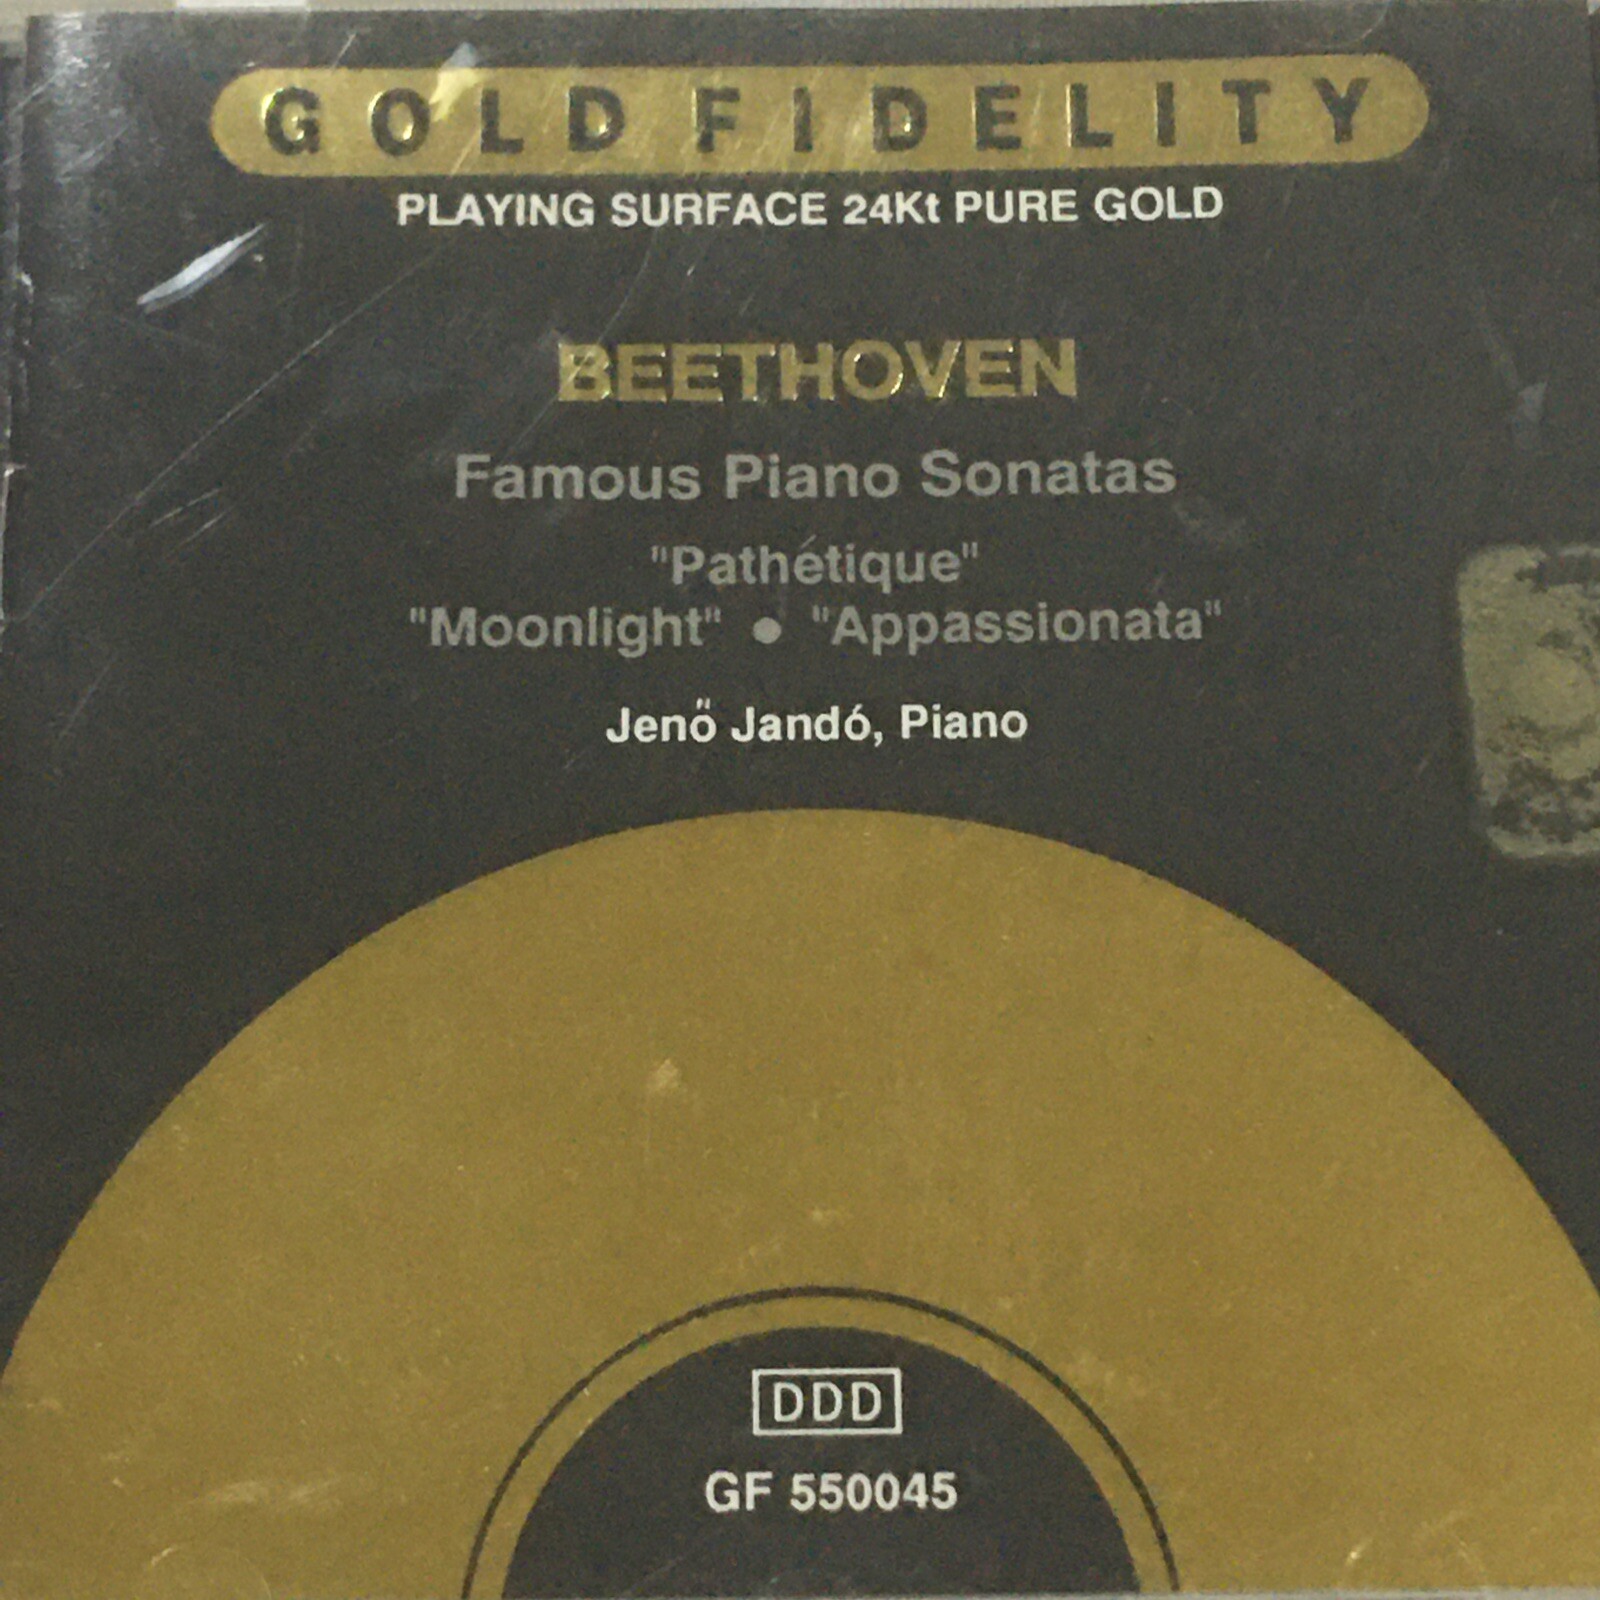 GOLD FIDELITY
PLAYING SURFACE 24Kt PURE GOLD
BEETHOVEN
Famous Piano Sonatas
"Pathétique"
"Moonlight" ● "Appassionata"
Jenő Jandó, Piano
DDD
GF 550045